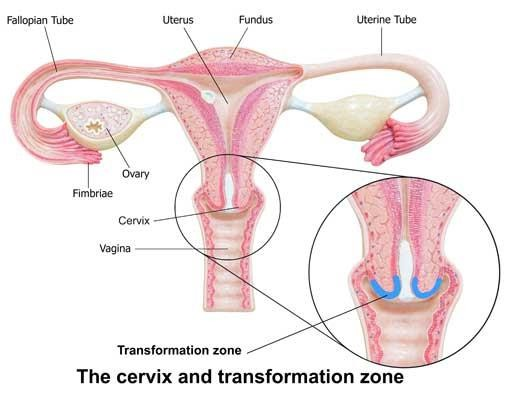 Fallopian Tube
Uterus
Fundus
Uterine Tube
Ovary
Fimbriae
Cervix
Vagina
Transformation zone
The cervix and transformation zone